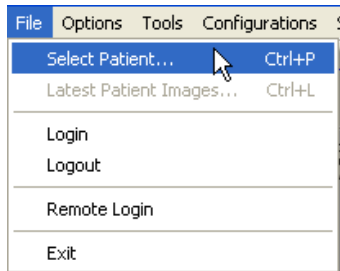 File Options Tools Configurations
Select Patient... Ctrl+P
Latest Patient Images... Ctrl+L
Login
Logout
Remote Login
Exit